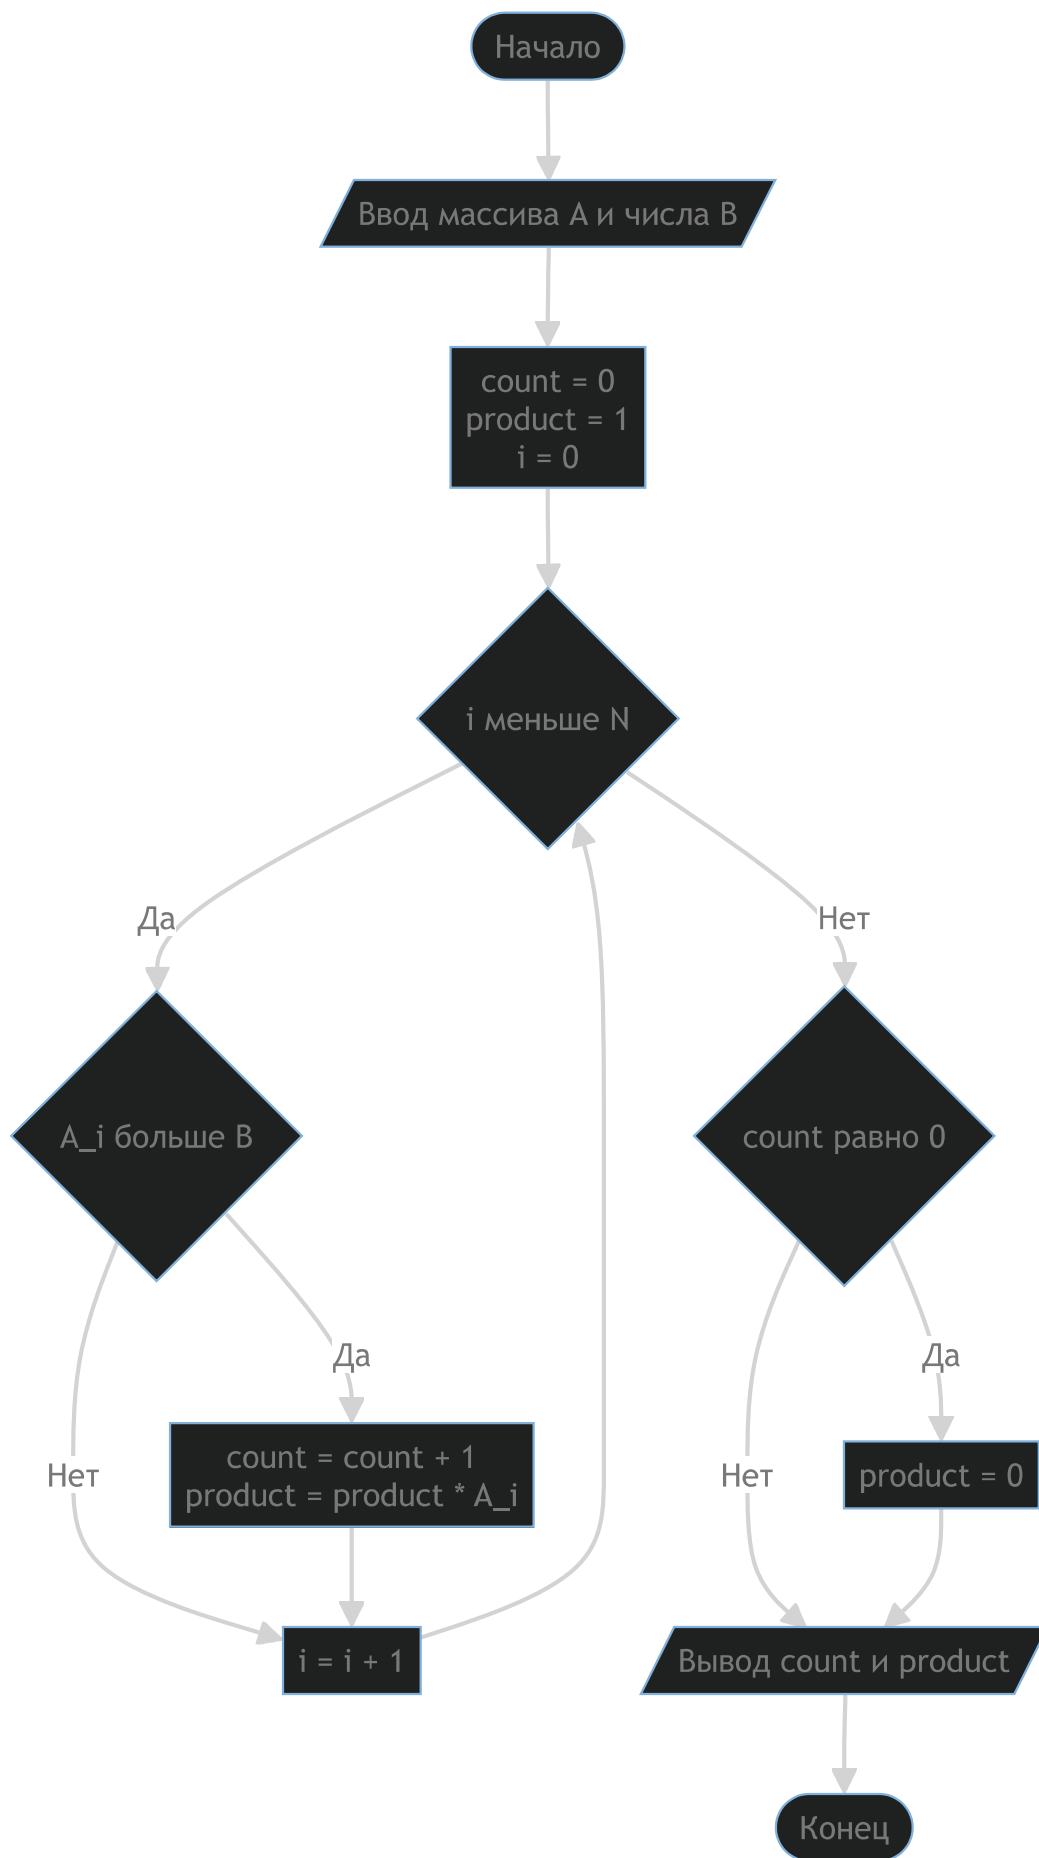 Начало
Ввод массива A и числа B
count = 0
product = 1
i = 0
i меньше N
Да
Нет
A_i больше B
count равно 0
Да
Да
count = count + 1
product = product * A_i
Нет
Нет
product = 0
i = i + 1
Вывод count и product
Конец